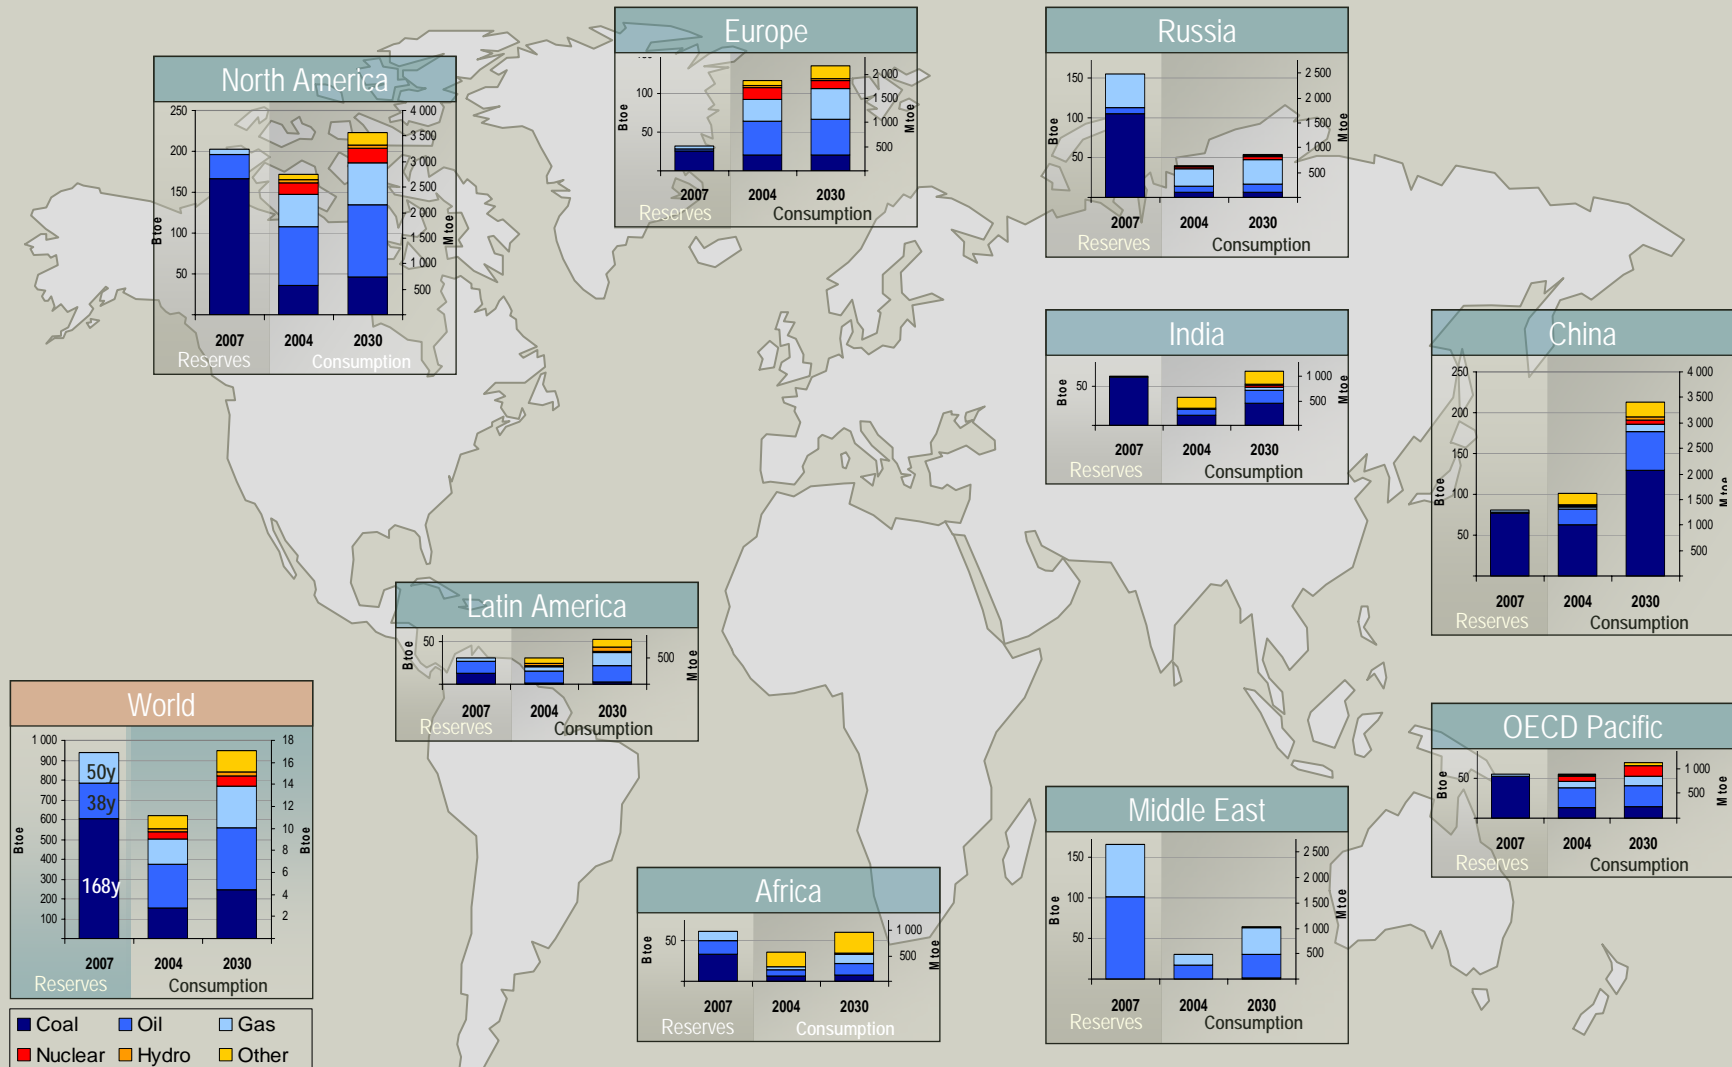 North America
250
200
150
100
50
Btoe
4 000
3 500
3 000
2 500
2 000
1 500
1 000
500
Mtoe
2007 2004 2030
Reserves Consumption
Europe
100
50
Btoe
2 000
1 500
1 000
500
Mtoe
2007 2004 2030
Reserves Consumption
Russia
150
100
50
Btoe
2 500
2 000
1 500
1 000
500
Mtoe
2007 2004 2030
Reserves Consumption
India
50
Btoe
1 000
500
Mtoe
2007 2004 2030
Reserves Consumption
China
250
200
150
100
50
Btoe
4 000
3 500
3 000
2 500
2 000
1 500
1 000
500
Mtoe
2007 2004 2030
Reserves Consumption
Latin America
50
Btoe
500
Mtoe
2007 2004 2030
Reserves Consumption
World
1 000
900
800
700
600
500
400
300
200
100
Btoe
50y
38y
168y
18
16
14
12
10
8
6
4
2
Btoe
2007 2004 2030
Reserves Consumption
Coal Oil Gas
Nuclear Hydro Other
Africa
50
Btoe
1 000
500
Mtoe
2007 2004 2030
Reserves Consumption
Middle East
150
100
50
Btoe
2 500
2 000
1 500
1 000
500
Mtoe
2007 2004 2030
Reserves Consumption
OECD Pacific
50
Btoe
1 000
500
Mtoe
2007 2004 2030
Reserves Consumption